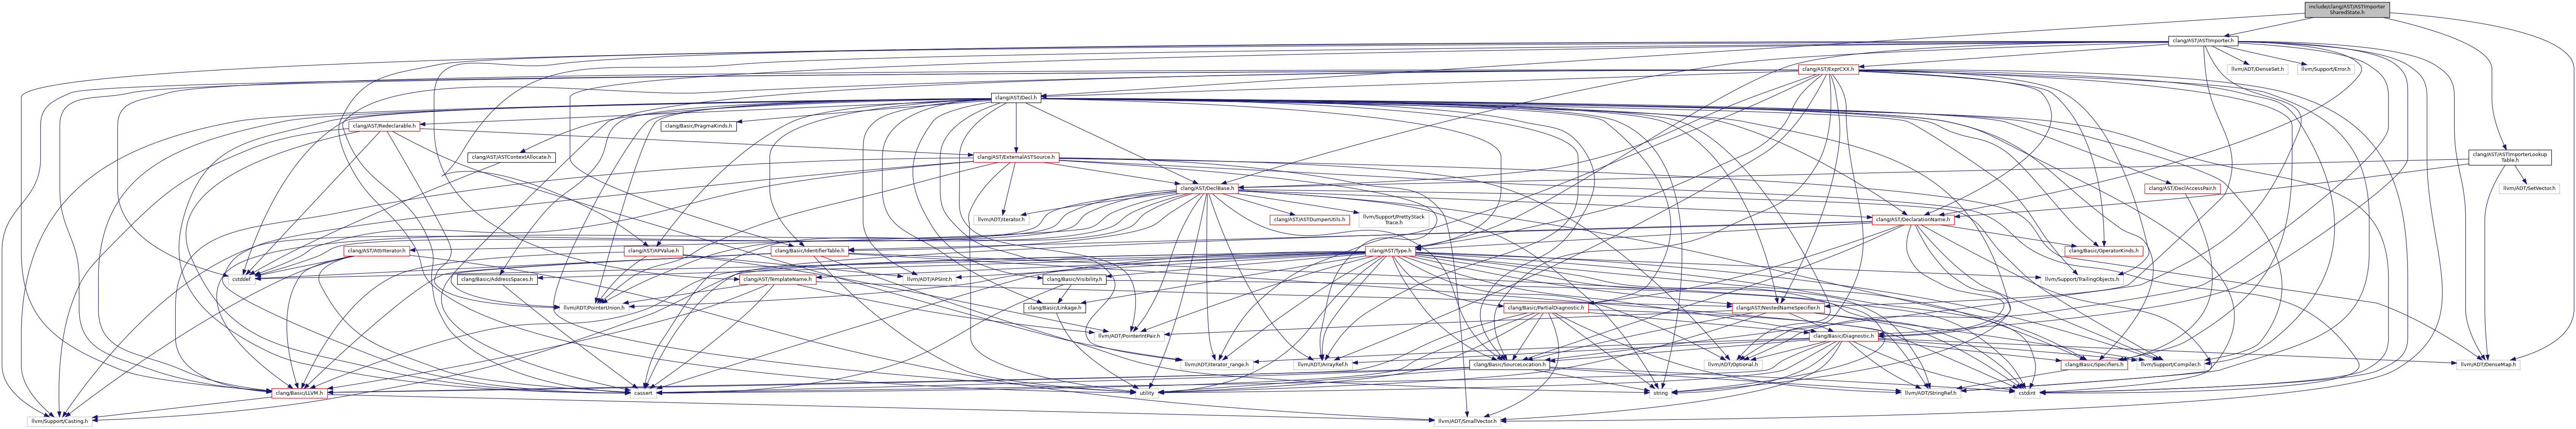 include/clang/AST/ASTImporter
SharedState.h
clang/AST/ASTImporter.h
clang/AST/ExprCXX.h
llvm/ADT/DenseSet.h
llvm/Support/Error.h
clang/AST/Decl.h
clang/AST/Redeclarable.h
clang/Basic/PragmaKinds.h
clang/AST/ASTContextAllocate.h
clang/AST/ExternalASTSource.h
clang/AST/ASTImporterLookup
Table.h
clang/AST/DeclBase.h
clang/AST/DeclAccessPair.h
llvm/ADT/SetVector.h
llvm/ADT/iterator.h
clang/AST/ASTDumperUtils.h
llvm/Support/PrettyStack
Trace.h
clang/AST/DeclarationName.h
clang/AST/AttrIterator.h
clang/AST/APValue.h
clang/Basic/IdentifierTable.h
clang/AST/Type.h
clang/Basic/OperatorKinds.h
cstddef
clang/Basic/AddressSpaces.h
clang/AST/TemplateName.h
llvm/ADT/APSInt.h
clang/Basic/Visibility.h
llvm/Support/TrailingObjects.h
llvm/ADT/PointerUnion.h
clang/Basic/Linkage.h
clang/Basic/PartialDiagnostic.h
clang/AST/NestedNameSpecifier.h
llvm/ADT/PointerIntPair.h
clang/Basic/Diagnostic.h
llvm/ADT/iterator_range.h
llvm/ADT/ArrayRef.h
clang/Basic/SourceLocation.h
llvm/ADT/Optional.h
clang/Basic/Specifiers.h
llvm/Support/Compiler.h
llvm/ADT/DenseMap.h
clang/Basic/LLVM.h
cassert
utility
string
llvm/ADT/StringRef.h
cstdint
llvm/Support/Casting.h
llvm/ADT/SmallVector.h